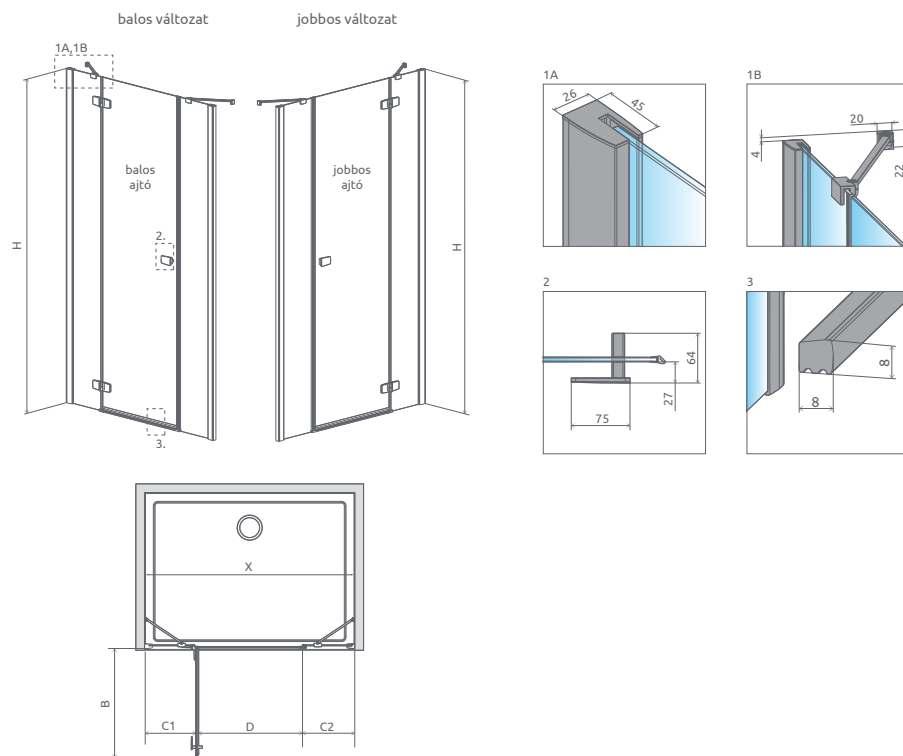 balos változat
jobbos változat
1A,1B
balos
ajtó
jobbos
ajtó
H
H
2.
3.
1A
26
45
1B
20
4
22
2
64
27
75
3
8
8
X
B
C1
D
C2